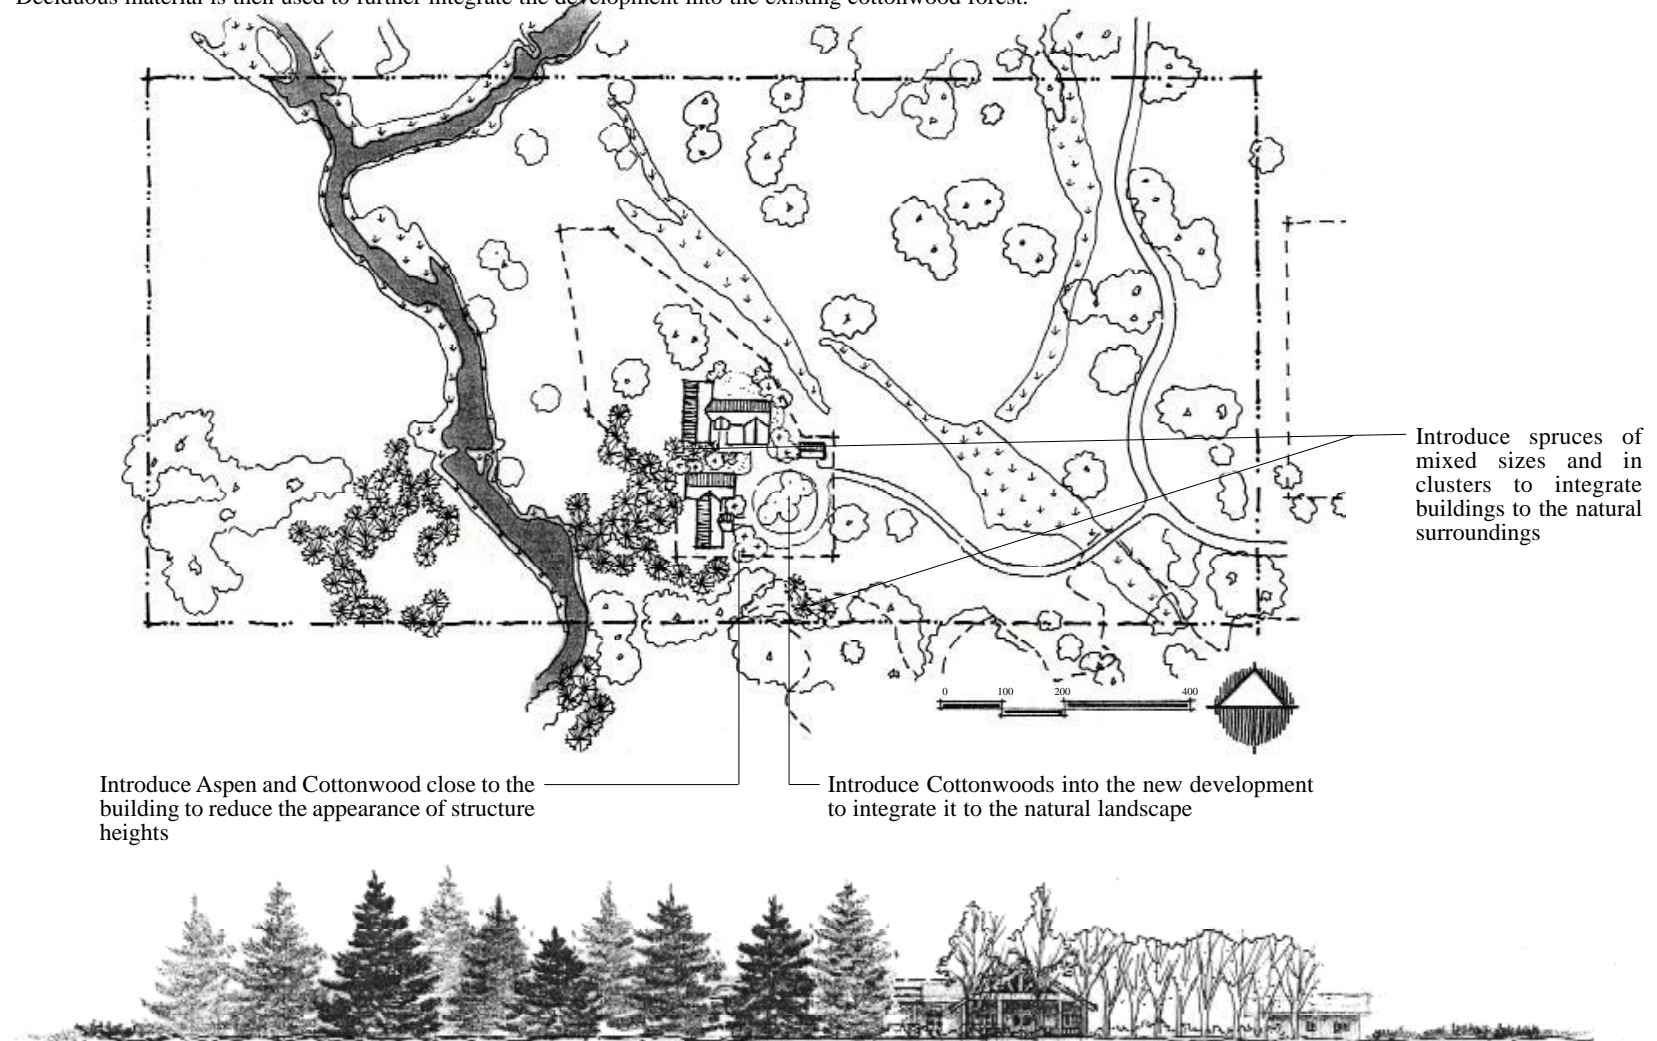 Deciduous material is then used to further integrate the development into the existing cottonwood forest.
Introduce spruces of
mixed sizes and in
clusters to integrate
buildings to the natural
surroundings
0 100 200 400
Introduce Aspen and Cottonwood close to the
building to reduce the appearance of structure
heights
Introduce Cottonwoods into the new development
to integrate it to the natural landscape